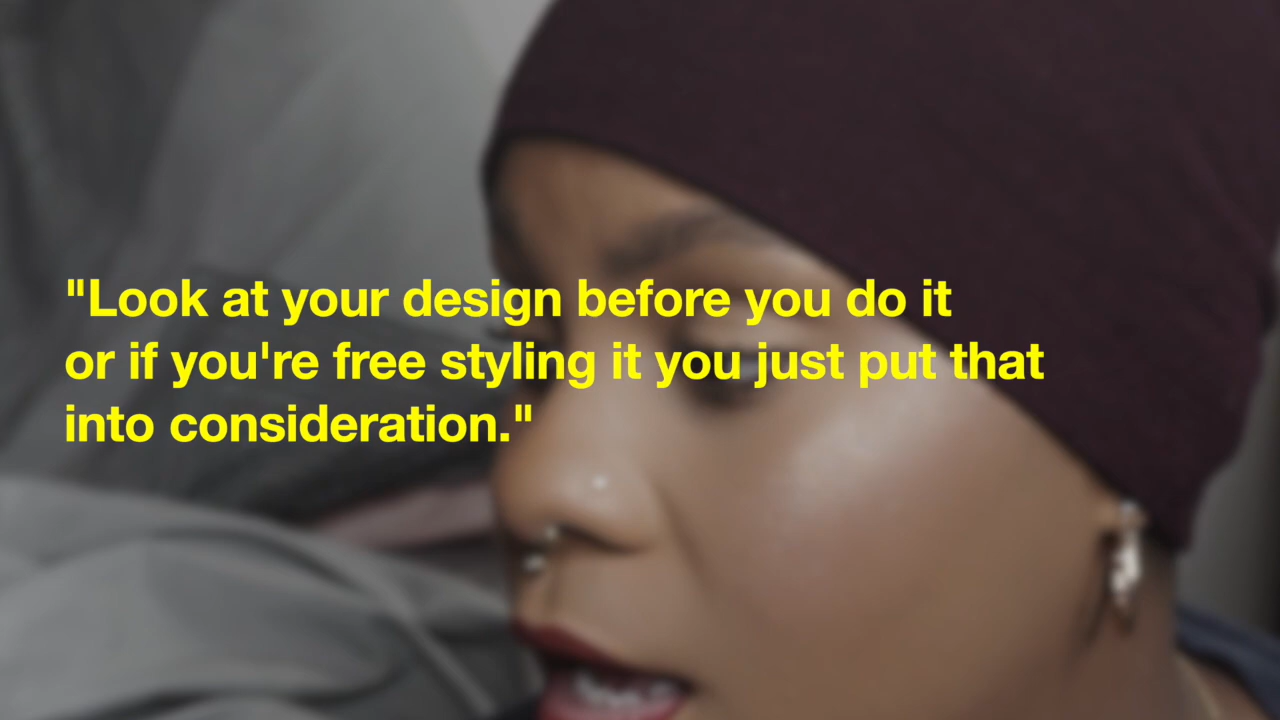 "Look at your design before you do it
or if you're free styling it you just put that
into consideration."